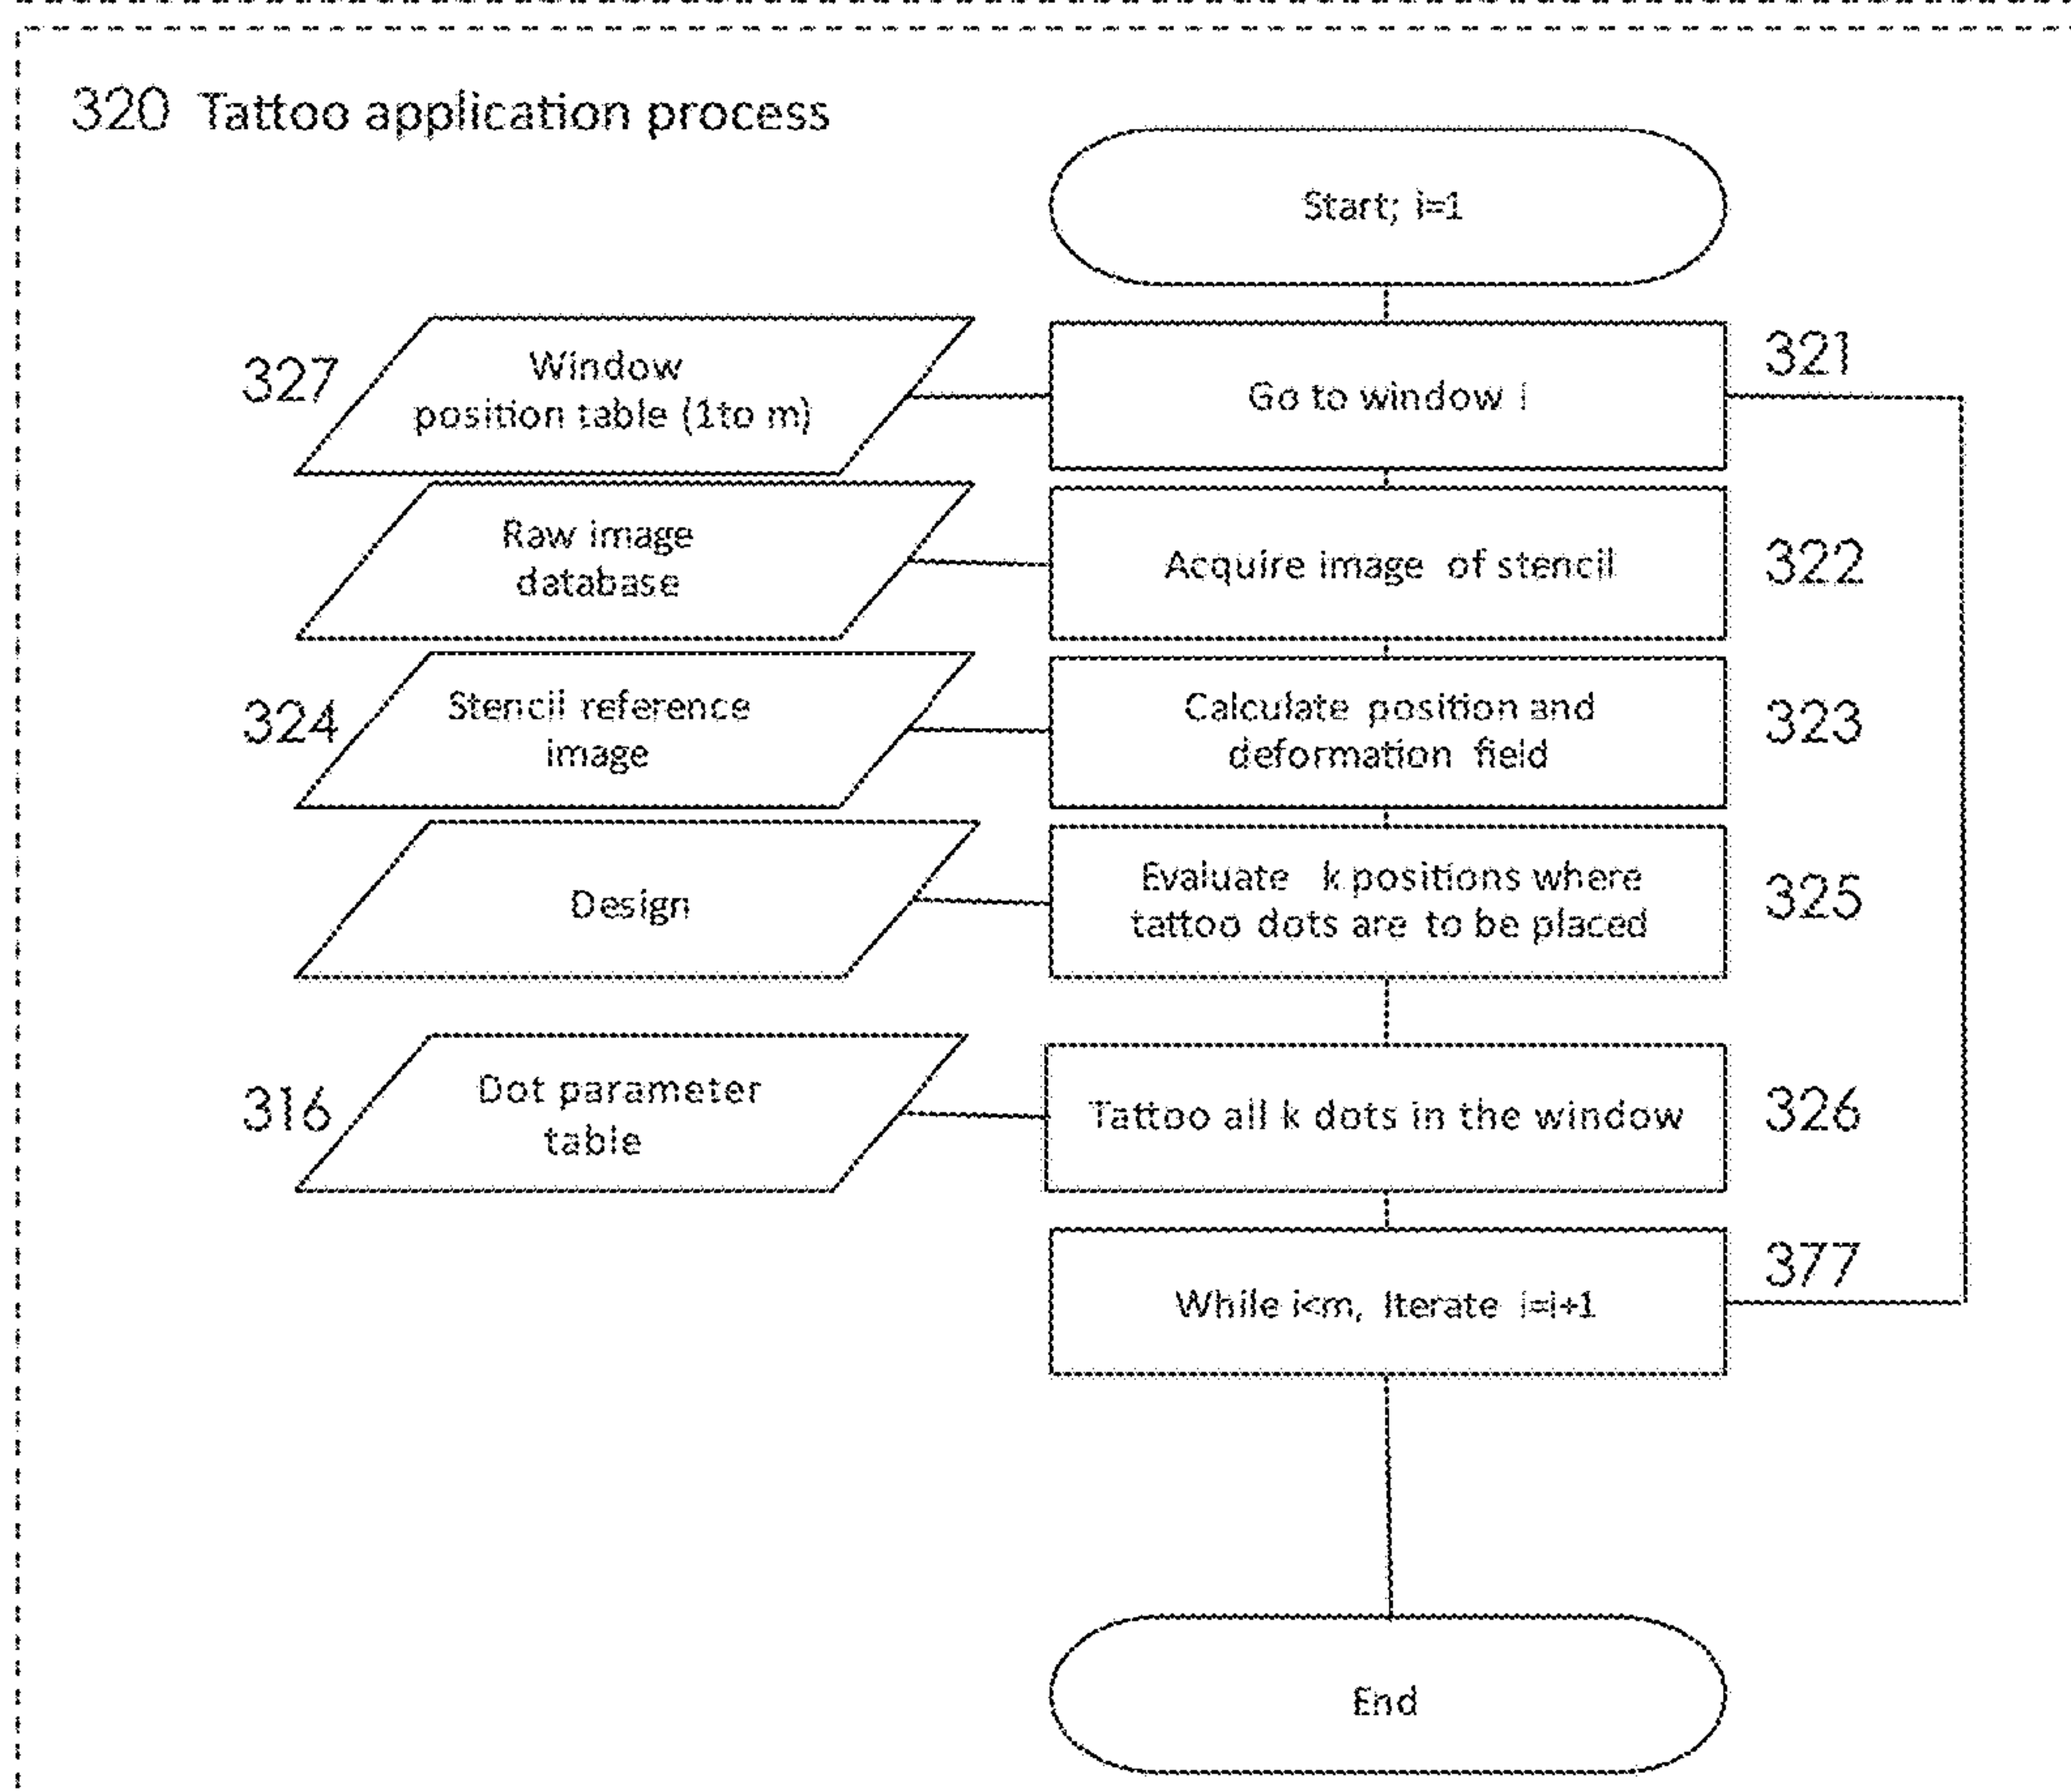 320 Tattoo application process
Start; i=1
327
Window
position table (1to m)
Go to window i
321
Raw image
database
Acquire image of stencil
322
324
Stencil reference
image
Calculate position and
deformation field
323
Design
Evaluate k positions where
tattoo dots are to be placed
325
316
Dot parameter
table
Tattoo all k dots in the window
326
While i<m, Iterate i=i+1
377
End